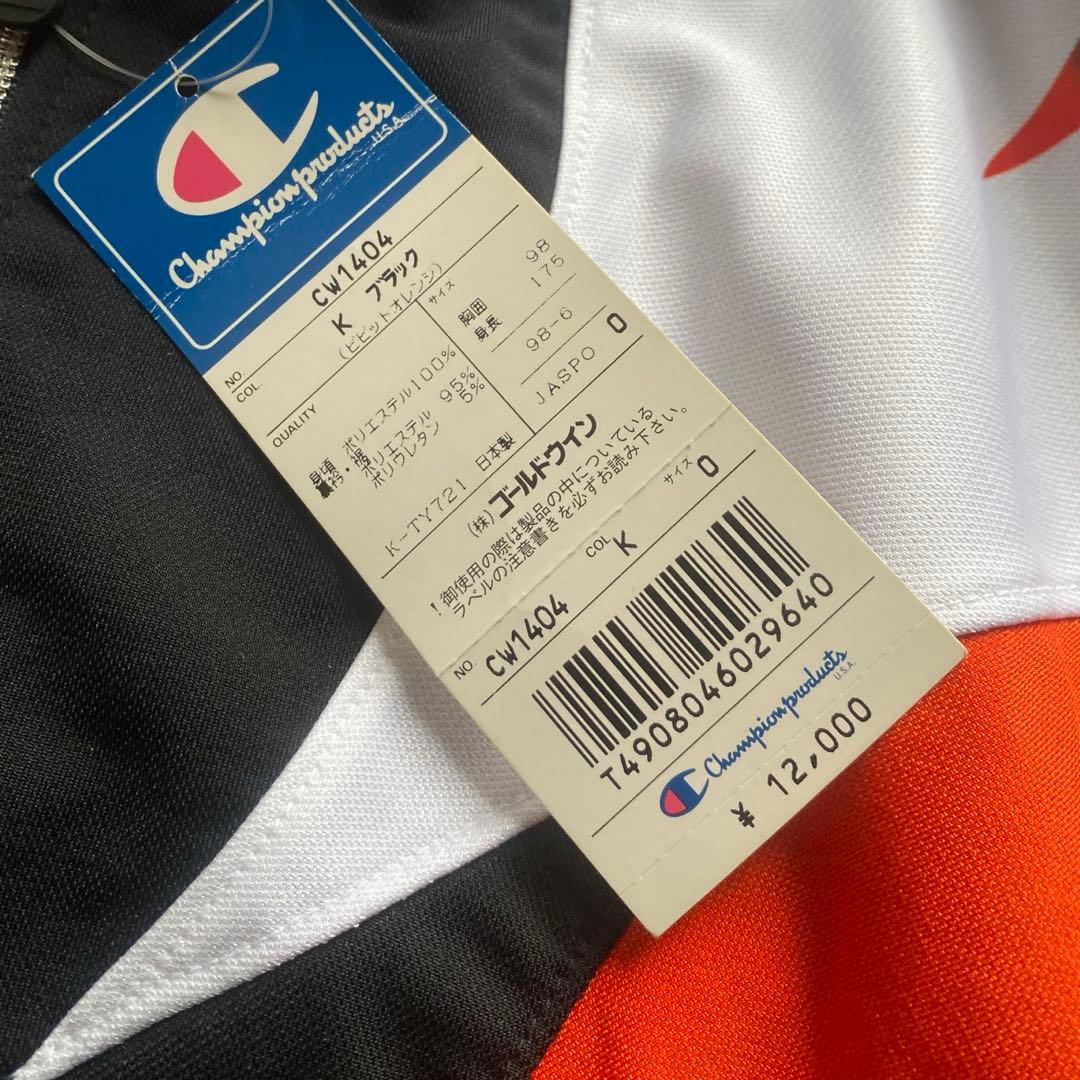 Champion products
U.S.A.
NO. CW1404
COL. K ブラック
(ビビットオレンジ)
QUALITY
身頃 ポリエステル100%
衿・裾
ポリエステル 95%
ポリウレタン 5%
K-TY721 日本製
サイズ
胸囲 98
身長 175
98-6
JASPO O
(株)ゴールドウイン
!御使用の際は製品の中についている
ラベルの注意書きを必ずお読み下さい。
NO. CW1404 COL K サイズ O
T4908046029640
Champion products
U.S.A.
¥12,000